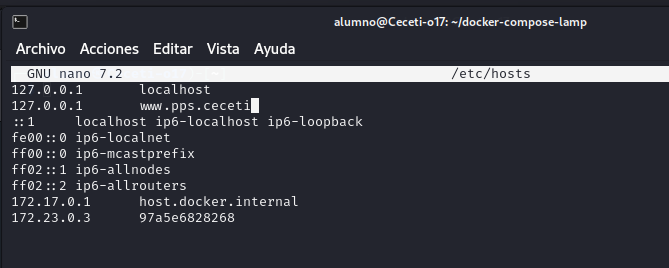 alumno@Ceceti-o17: ~/docker-compose-lamp
Archivo Acciones Editar Vista Ayuda
GNU nano 7.2 /etc/hosts
127.0.0.1 localhost
127.0.0.1 www.pps.ceceti
::1 localhost ip6-localhost ip6-loopback
fe00::0 ip6-localnet
ff00::0 ip6-mcastprefix
ff02::1 ip6-allnodes
ff02::2 ip6-allrouters
172.17.0.1 host.docker.internal
172.23.0.3 97a5e6828268